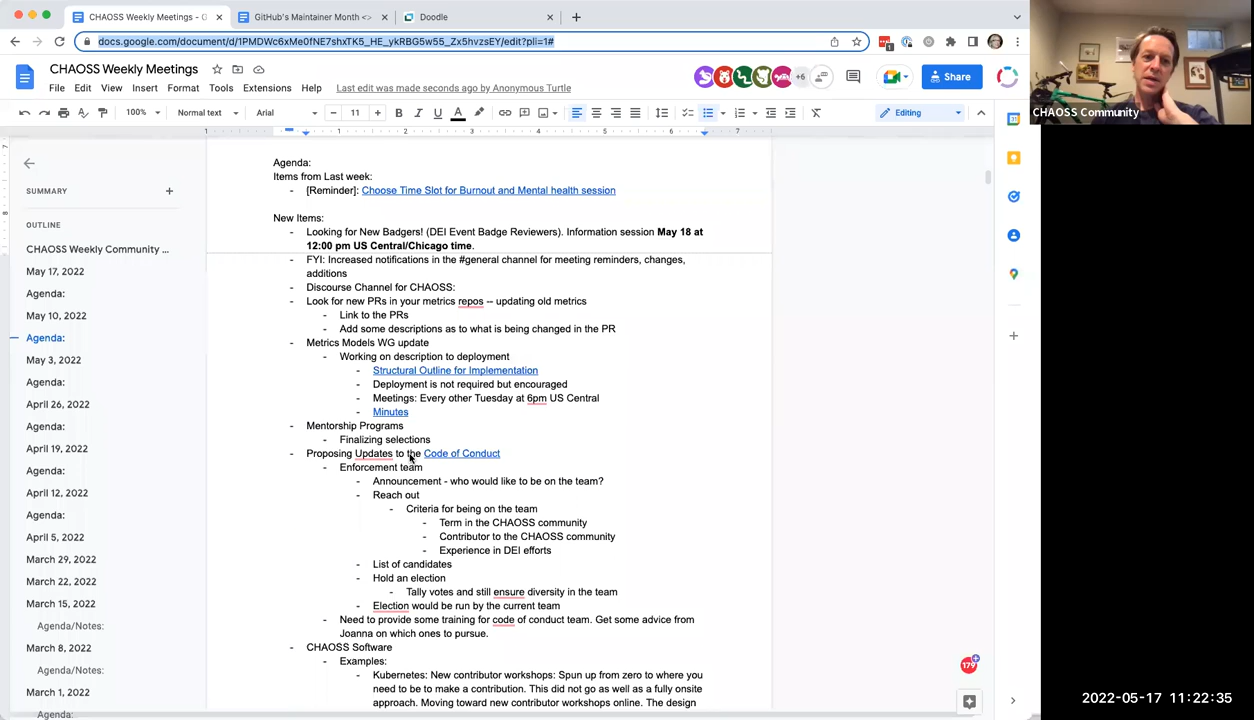 CHAOSS Weekly Meetings - G
GitHub's Maintainer Month <>
Doodle
docs.google.com/document/d/1PMDWc6xMe0fNE7shxTK5_HE_ykRBG5w55_Zx5hvzsEY/edit?pli=1#
CHAOSS Weekly Meetings
+6
Share
File Edit View Insert Format Tools Extensions Help Last edit was made seconds ago by Anonymous Turtle
100% Normal text Arial 11 B I U A Editing
1 1 2 3 4 5 6 7
SUMMARY
OUTLINE
CHAOSS Weekly Community ...
May 17, 2022
Agenda:
May 10, 2022
Agenda:
May 3, 2022
Agenda:
April 26, 2022
Agenda:
April 19, 2022
Agenda:
April 12, 2022
Agenda:
April 5, 2022
March 29, 2022
March 22, 2022
March 15, 2022
Agenda/Notes:
March 8, 2022
Agenda/Notes:
March 1, 2022
Agenda:
Agenda:
Items from Last week:
- [Reminder]: Choose Time Slot for Burnout and Mental health session
New Items:
- Looking for New Badgers! (DEI Event Badge Reviewers). Information session May 18 at
12:00 pm US Central/Chicago time.
- FYI: Increased notifications in the #general channel for meeting reminders, changes,
additions
- Discourse Channel for CHAOSS:
- Look for new PRs in your metrics repos -- updating old metrics
- Link to the PRs
- Add some descriptions as to what is being changed in the PR
- Metrics Models WG update
- Working on description to deployment
- Structural Outline for Implementation
- Deployment is not required but encouraged
- Meetings: Every other Tuesday at 6pm US Central
- Minutes
- Mentorship Programs
- Finalizing selections
- Proposing Updates to the Code of Conduct
- Enforcement team
- Announcement - who would like to be on the team?
- Reach out
- Criteria for being on the team
- Term in the CHAOSS community
- Contributor to the CHAOSS community
- Experience in DEI efforts
- List of candidates
- Hold an election
- Tally votes and still ensure diversity in the team
- Election would be run by the current team
- Need to provide some training for code of conduct team. Get some advice from
Joanna on which ones to pursue.
- CHAOSS Software
- Examples:
- Kubernetes: New contributor workshops: Spun up from zero to where you
need to be to make a contribution. This did not go as well as a fully onsite
approach. Moving toward new contributor workshops online. The design
179
CHAOSS Community
2022-05-17 11:22:35